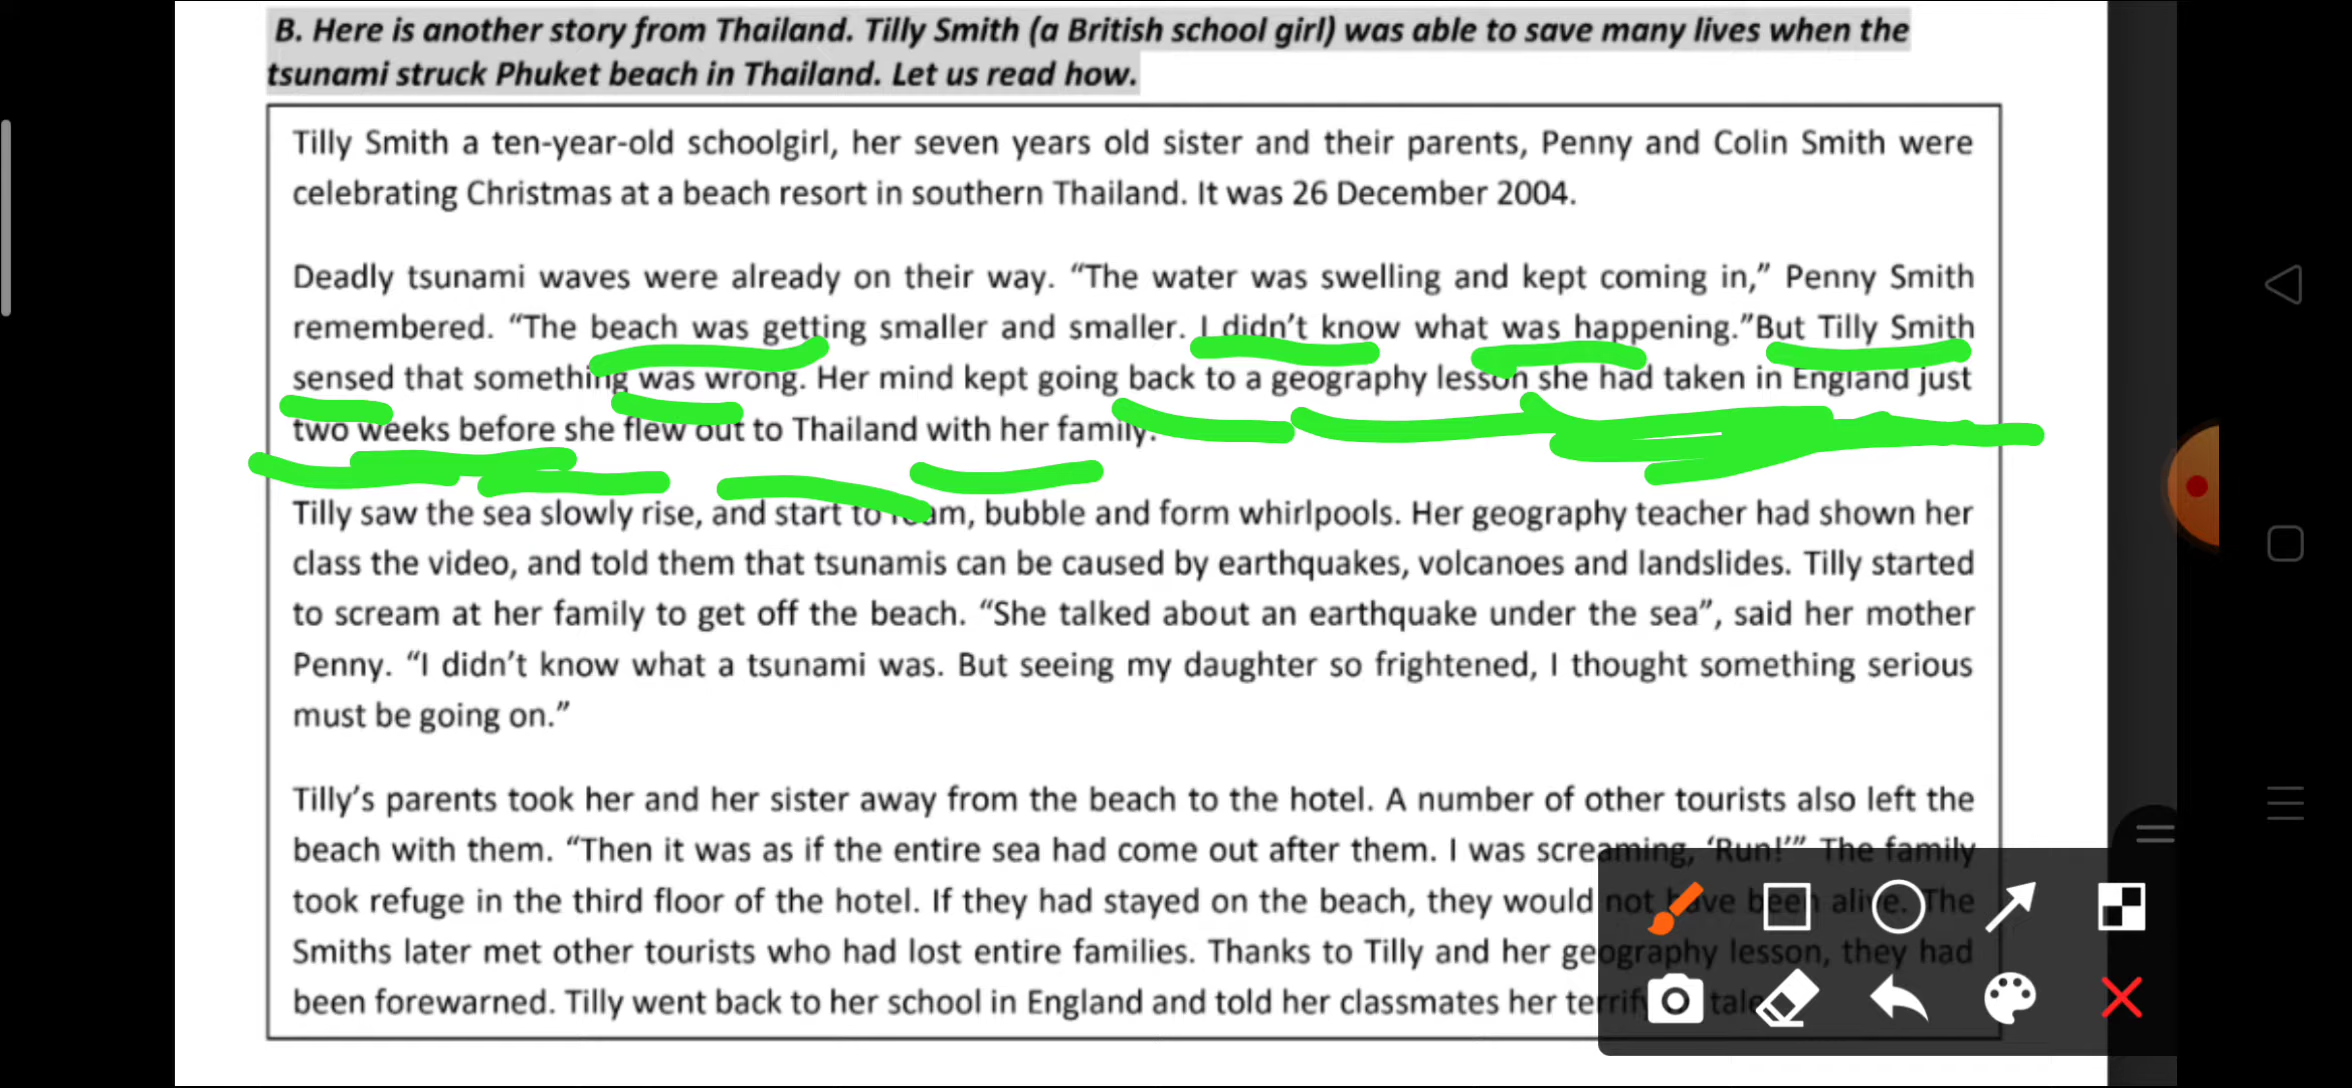 B. Here is another story from Thailand. Tilly Smith (a British school girl) was able to save many lives when the
tsunami struck Phuket beach in Thailand. Let us read how.
Tilly Smith a ten-year-old schoolgirl, her seven years old sister and their parents, Penny and Colin Smith were
celebrating Christmas at a beach resort in southern Thailand. It was 26 December 2004.
Deadly tsunami waves were already on their way. “The water was swelling and kept coming in,” Penny Smith
remembered. “The beach was getting smaller and smaller. I didn’t know what was happening.”But Tilly Smith
sensed that something was wrong. Her mind kept going back to a geography lesson she had taken in England just
two weeks before she flew out to Thailand with her family.
Tilly saw the sea slowly rise, and start to bubble and form whirlpools. Her geography teacher had shown her
class the video, and told them that tsunamis can be caused by earthquakes, volcanoes and landslides. Tilly started
to scream at her family to get off the beach. “She talked about an earthquake under the sea”, said her mother
Penny. “I didn’t know what a tsunami was. But seeing my daughter so frightened, I thought something serious
must be going on.”
Tilly’s parents took her and her sister away from the beach to the hotel. A number of other tourists also left the
beach with them. “Then it was as if the entire sea had come out after them. I was screaming, ‘Run!’” The family
took refuge in the third floor of the hotel. If they had stayed on the beach, they would not have been alive. The
Smiths later met other tourists who had lost entire families. Thanks to Tilly and her geography lesson, they had
been forewarned. Tilly went back to her school in England and told her classmates her